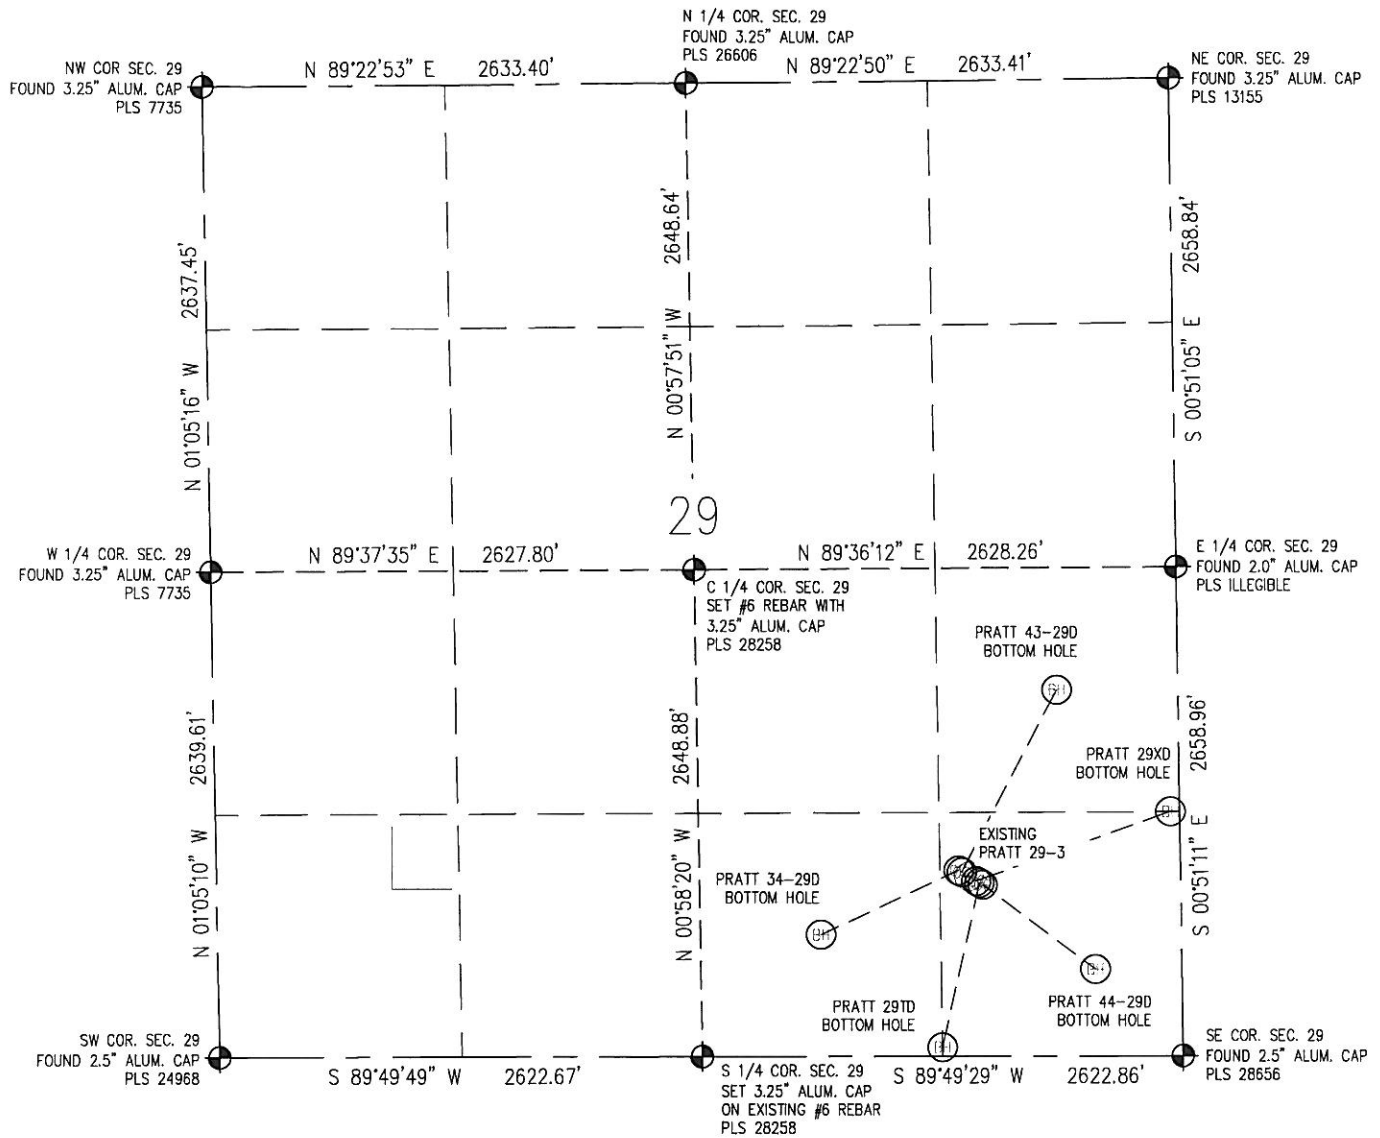 N 1/4 COR. SEC. 29
FOUND 3.25" ALUM. CAP
PLS 26606
NW COR SEC. 29
FOUND 3.25" ALUM. CAP
PLS 7735
N 89°22'53" E 2633.40'
N 89°22'50" E 2633.41'
NE COR. SEC. 29
FOUND 3.25" ALUM. CAP
PLS 13155
N 01°05'16" W 2637.45'
N 00°57'51" W 2648.64'
S 00°51'05" E 2658.84'
29
W 1/4 COR. SEC. 29
FOUND 3.25" ALUM. CAP
PLS 7735
N 89°37'35" E 2627.80'
N 89°36'12" E 2628.26'
E 1/4 COR. SEC. 29
FOUND 2.0" ALUM. CAP
PLS ILLEGIBLE
C 1/4 COR. SEC. 29
SET #6 REBAR WITH
3.25" ALUM. CAP
PLS 28258
PRATT 43-29D
BOTTOM HOLE
BH
N 01°05'10" W 2639.61'
N 00°58'20" W 2648.88'
S 00°51'11" E 2658.96'
PRATT 29XD
BOTTOM HOLE
BH
EXISTING
PRATT 29-3
PRATT 34-29D
BOTTOM HOLE
BH
BH
PRATT 44-29D
BOTTOM HOLE
PRATT 29TD
BOTTOM HOLE
BH
SW COR. SEC. 29
FOUND 2.5" ALUM. CAP
PLS 24968
S 89°49'49" W 2622.67'
S 1/4 COR. SEC. 29
SET 3.25" ALUM. CAP
ON EXISTING #6 REBAR
PLS 28258
S 89°49'29" W 2622.86'
SE COR. SEC. 29
FOUND 2.5" ALUM. CAP
PLS 28656